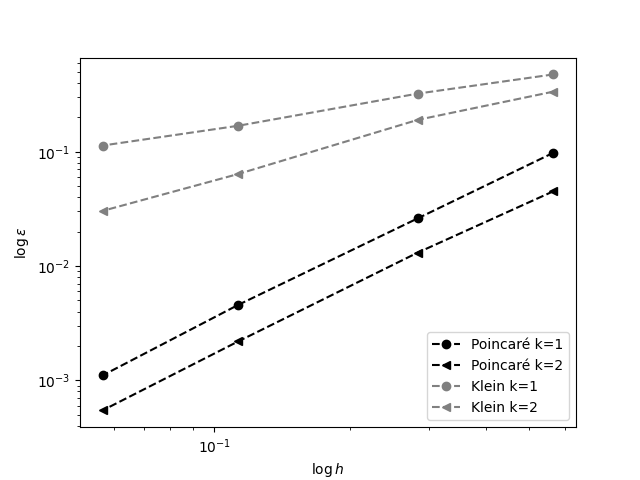 10⁻¹
10⁻²
10⁻³
log ε
10⁻¹
log h
Poincaré k=1
Poincaré k=2
Klein k=1
Klein k=2